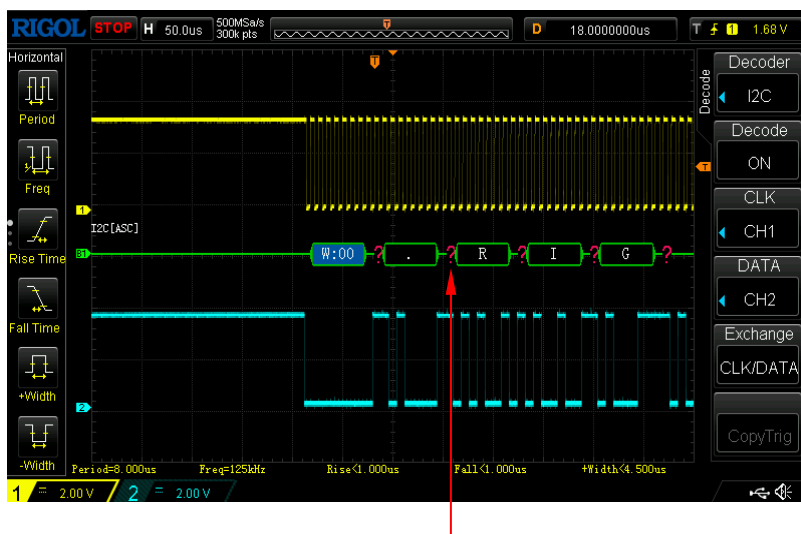 RIGOL STOP H 50.0us 500MSa/s 300k pts D 18.0000000us T 1 1.68 V
Horizontal
Period
Freq
Rise Time
Fall Time
+Width
-Width
T
T
1
I2C[ASC]
B1 W:00 ? . ? R ? I ? G ?
2
Period=8.000us Freq=125kHz Rise<1.000us Fall<1.000us +Width<4.500us
1 = 2.00 V 2 = 2.00 V
Decode
Decoder
I2C
Decode
ON
CLK
CH1
DATA
CH2
Exchange
CLK/DATA
CopyTrig